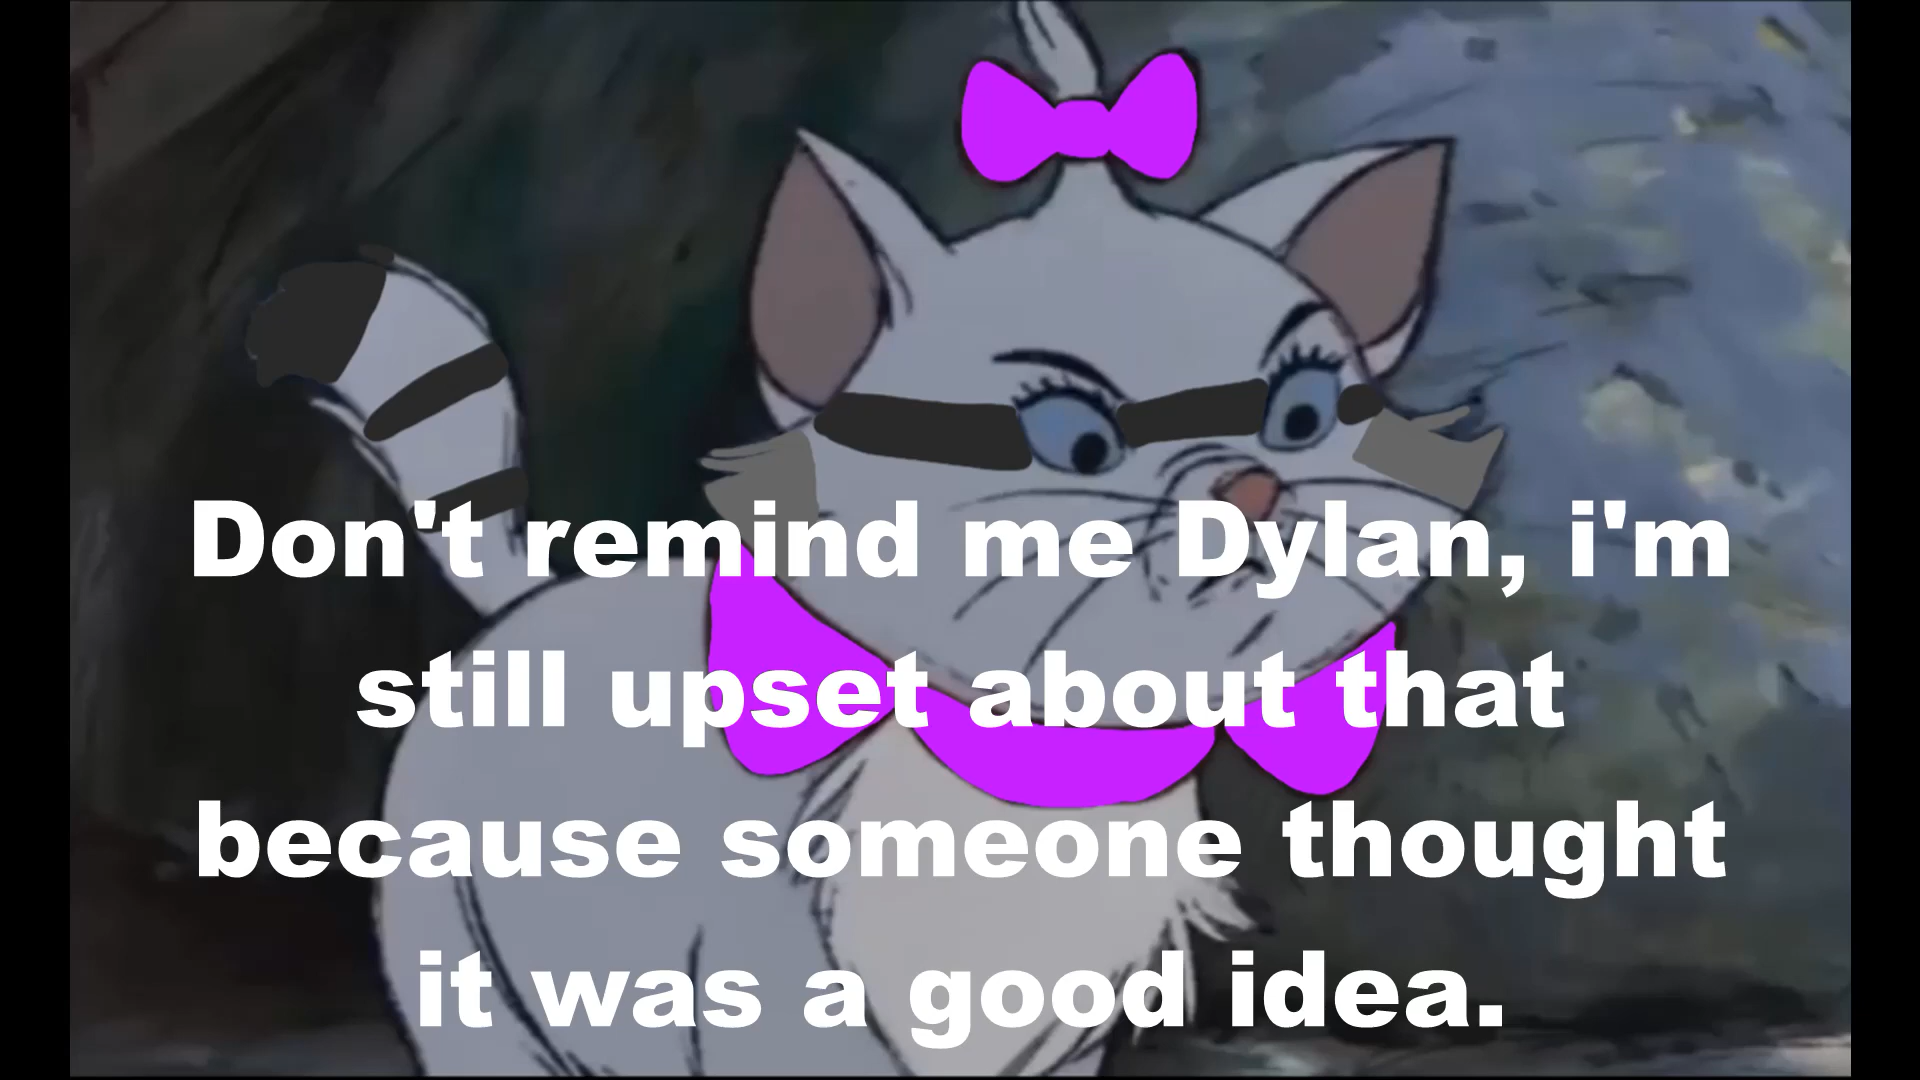 Don't remind me Dylan, i'm
still upset about that
because someone thought
it was a good idea.